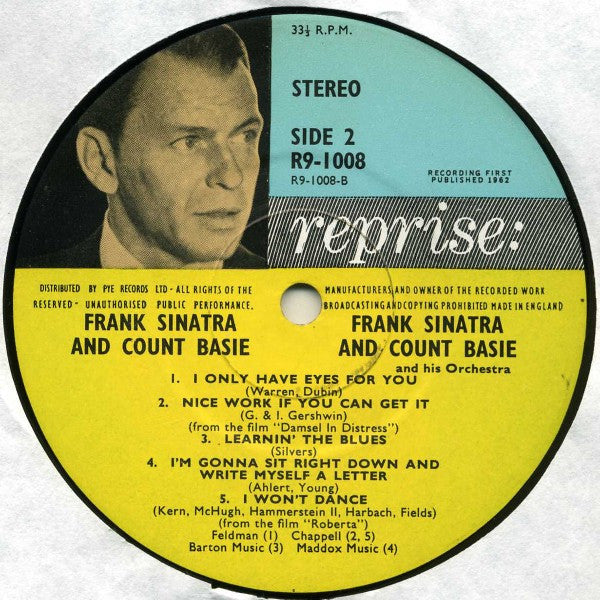 33⅓ R.P.M.
STEREO
SIDE 2
R9-1008
R9-1008-B
RECORDING FIRST
PUBLISHED 1962
reprise:
DISTRIBUTED BY PYE RECORDS LTD - ALL RIGHTS OF THE
RESERVED - UNAUTHORISED PUBLIC PERFORMANCE,
MANUFACTURERS AND OWNER OF THE RECORDED WORK
BROADCASTING AND COPYING PROHIBITED MADE IN ENGLAND
FRANK SINATRA
AND COUNT BASIE
FRANK SINATRA
AND COUNT BASIE
and his Orchestra
1. I ONLY HAVE EYES FOR YOU
(Warren, Dubin)
2. NICE WORK IF YOU CAN GET IT
(G. & I. Gershwin)
(from the film "Damsel In Distress")
3. LEARNIN' THE BLUES
(Silvers)
4. I'M GONNA SIT RIGHT DOWN AND
WRITE MYSELF A LETTER
(Ahlert, Young)
5. I WON'T DANCE
(Kern, McHugh, Hammerstein II, Harbach, Fields)
(from the film "Roberta")
Feldman (1) Chappell (2, 5)
Barton Music (3) Maddox Music (4)